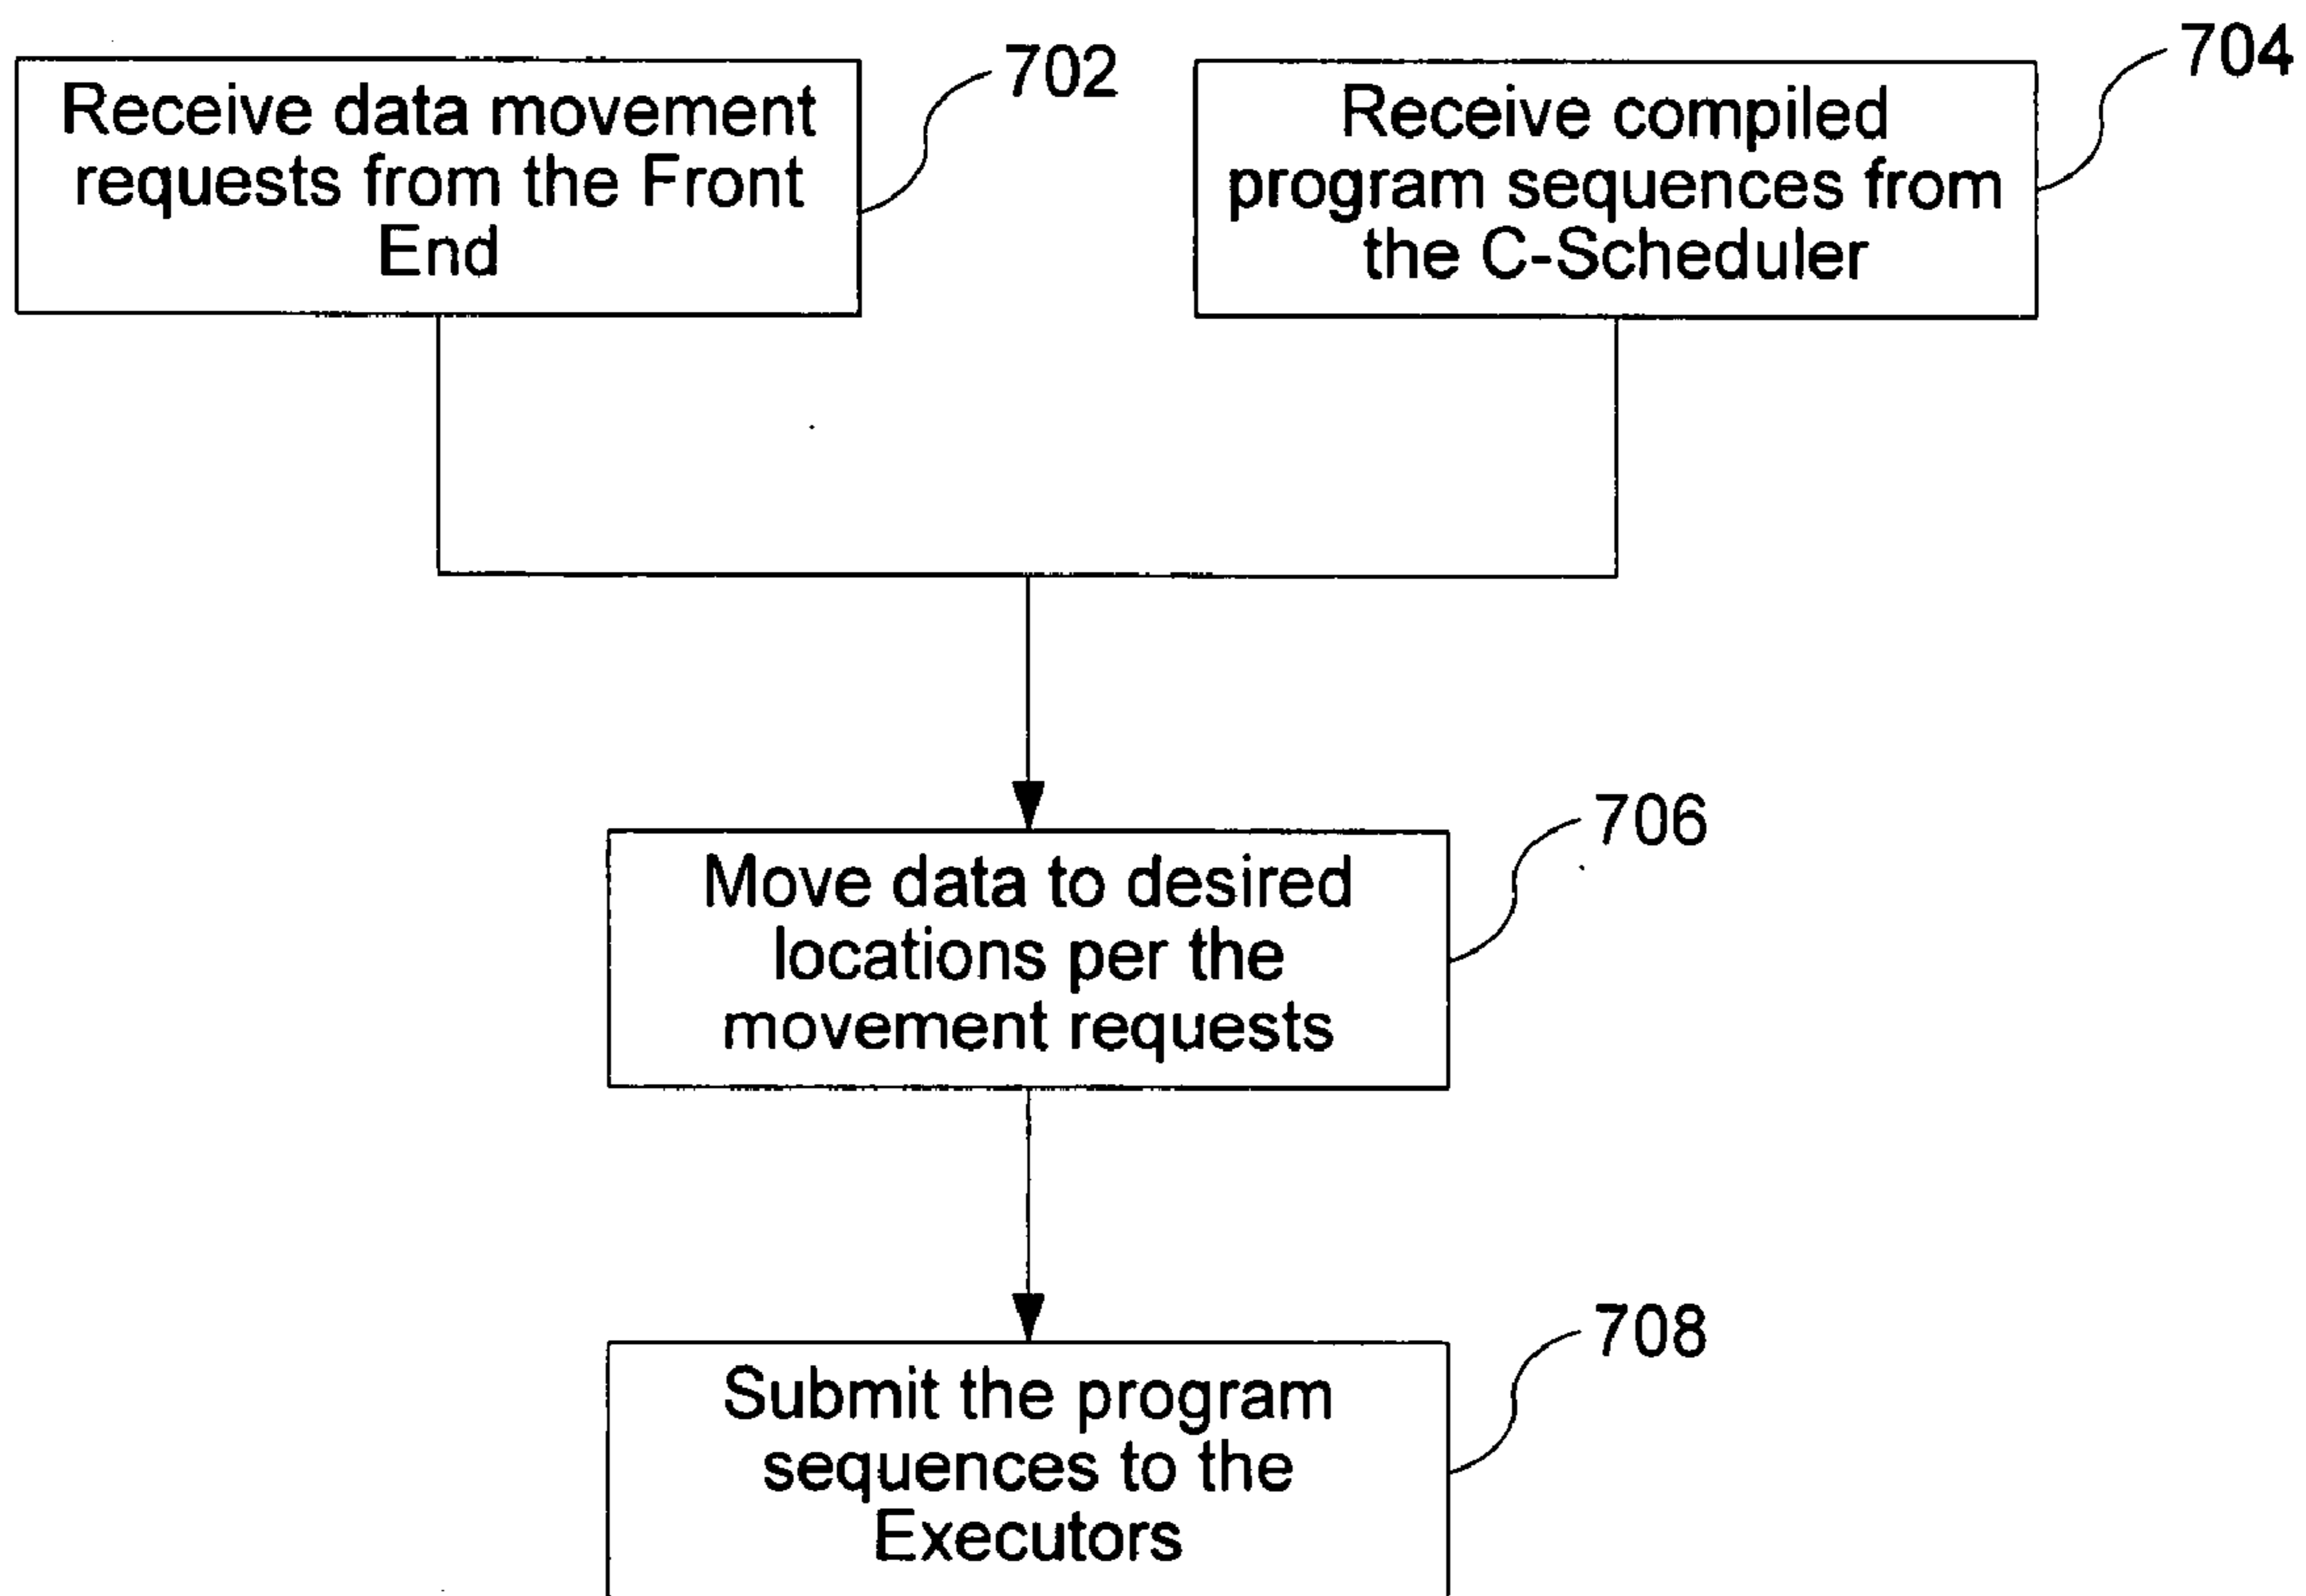 Receive data movement
requests from the Front
End
702
Receive compiled
program sequences from
the C-Scheduler
704
Move data to desired
locations per the
movement requests
706
Submit the program
sequences to the
Executors
708